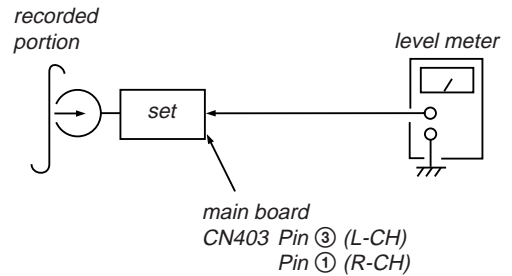 recorded
portion
level meter
set
main board
CN403 Pin ③ (L-CH)
Pin ① (R-CH)